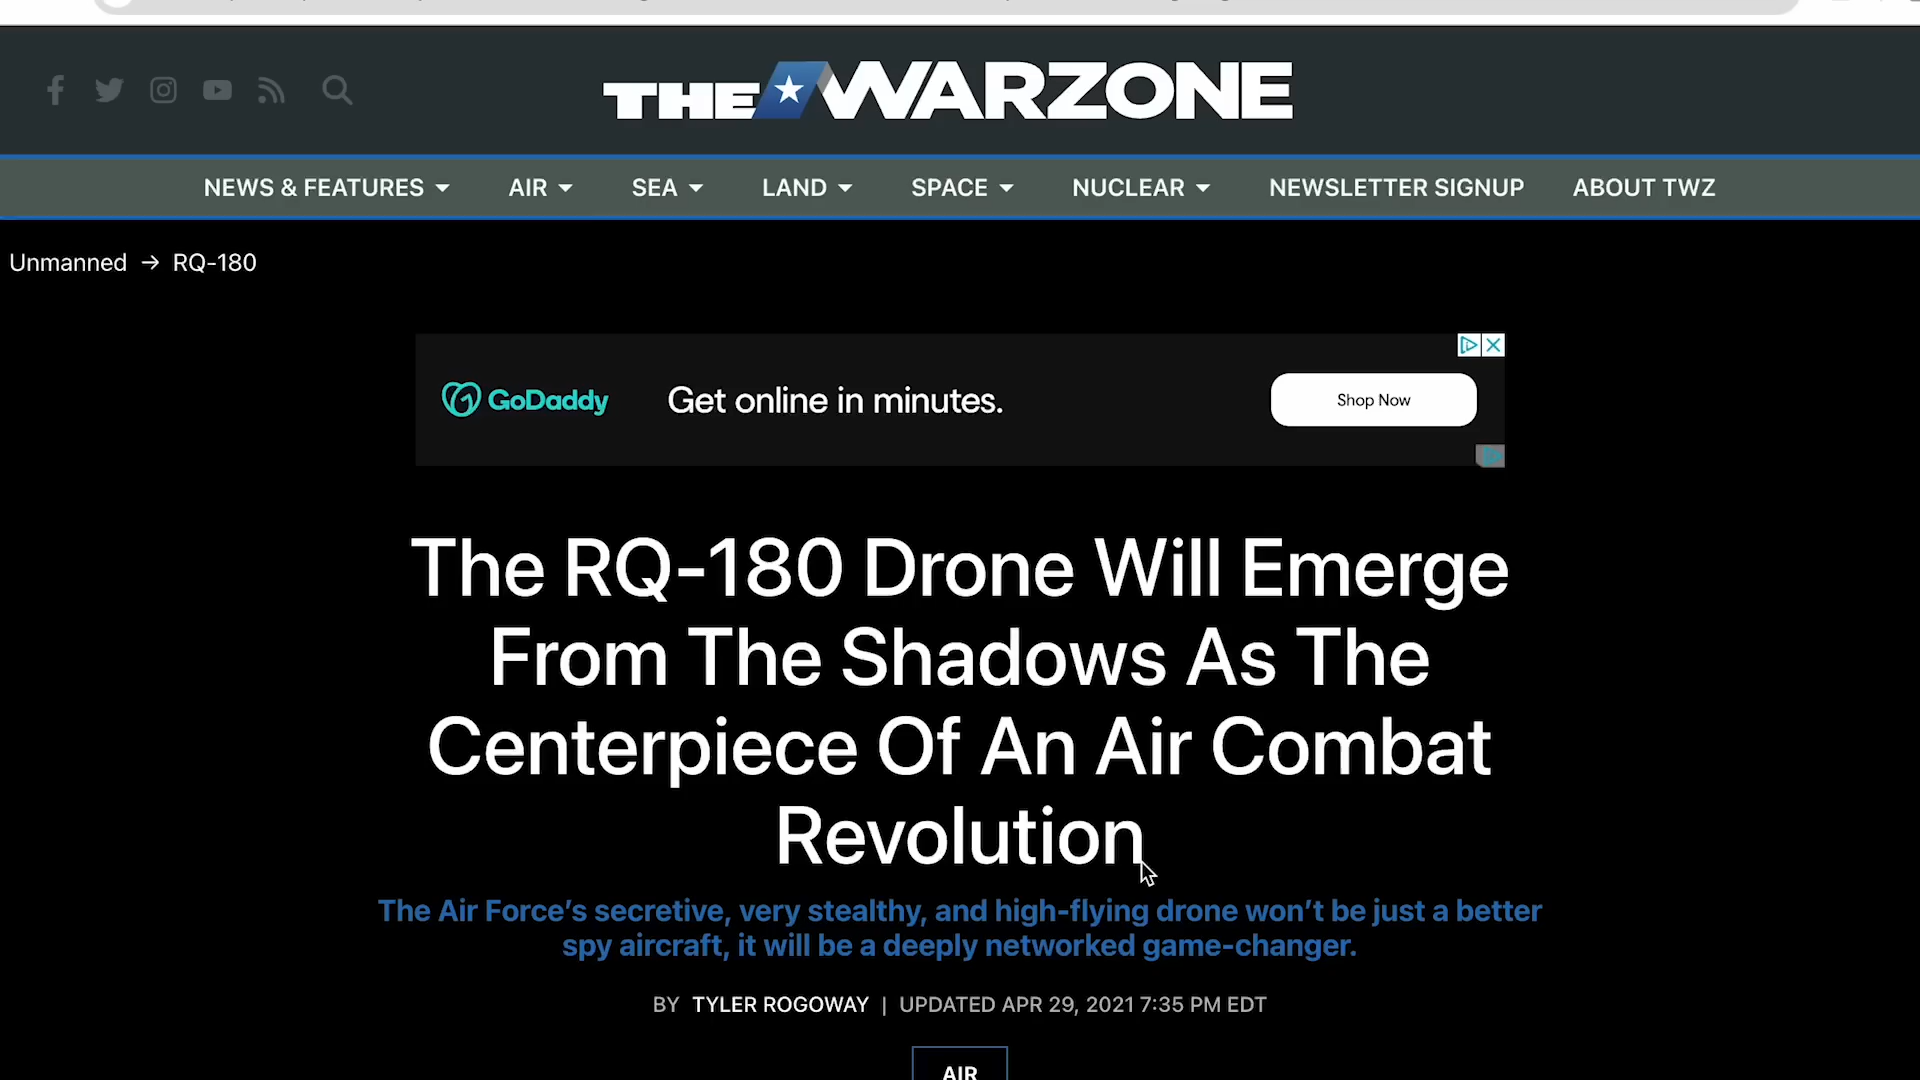 THE WARZONE
NEWS & FEATURES AIR SEA LAND SPACE NUCLEAR NEWSLETTER SIGNUP ABOUT TWZ
Unmanned → RQ-180
GoDaddy Get online in minutes. Shop Now
The RQ-180 Drone Will Emerge
From The Shadows As The
Centerpiece Of An Air Combat
Revolution
The Air Force’s secretive, very stealthy, and high-flying drone won’t be just a better
spy aircraft, it will be a deeply networked game-changer.
BY TYLER ROGOWAY | UPDATED APR 29, 2021 7:35 PM EDT
AIR